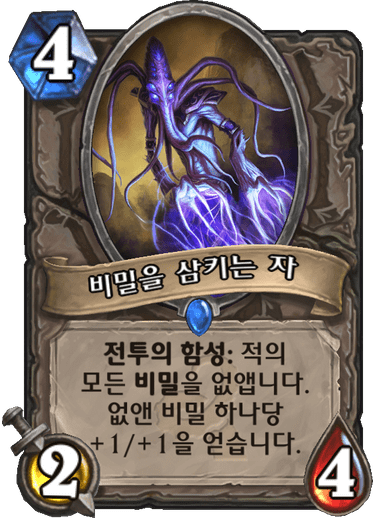 4
비밀을 삼키는 자
전투의 함성: 적의
모든 비밀을 없앱니다.
없앤 비밀 하나당
+1/+1을 얻습니다.
2
4